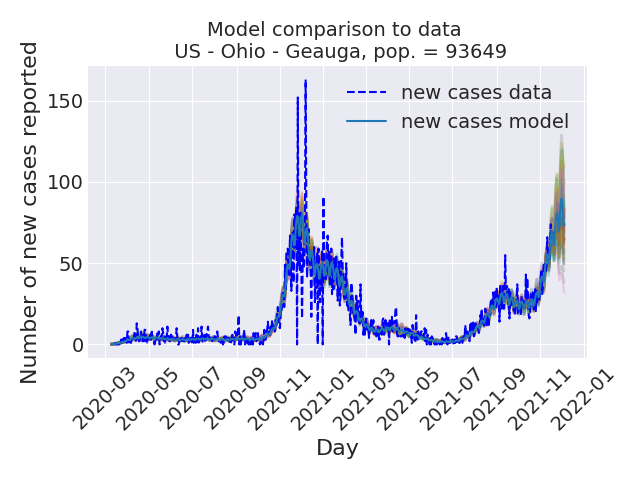 Model comparison to data
US - Ohio - Geauga, pop. = 93649
Number of new cases reported
150
100
50
0
new cases data
new cases model
2020-03
2020-05
2020-07
2020-09
2020-11
2021-01
2021-03
2021-05
2021-07
2021-09
2021-11
2022-01
Day